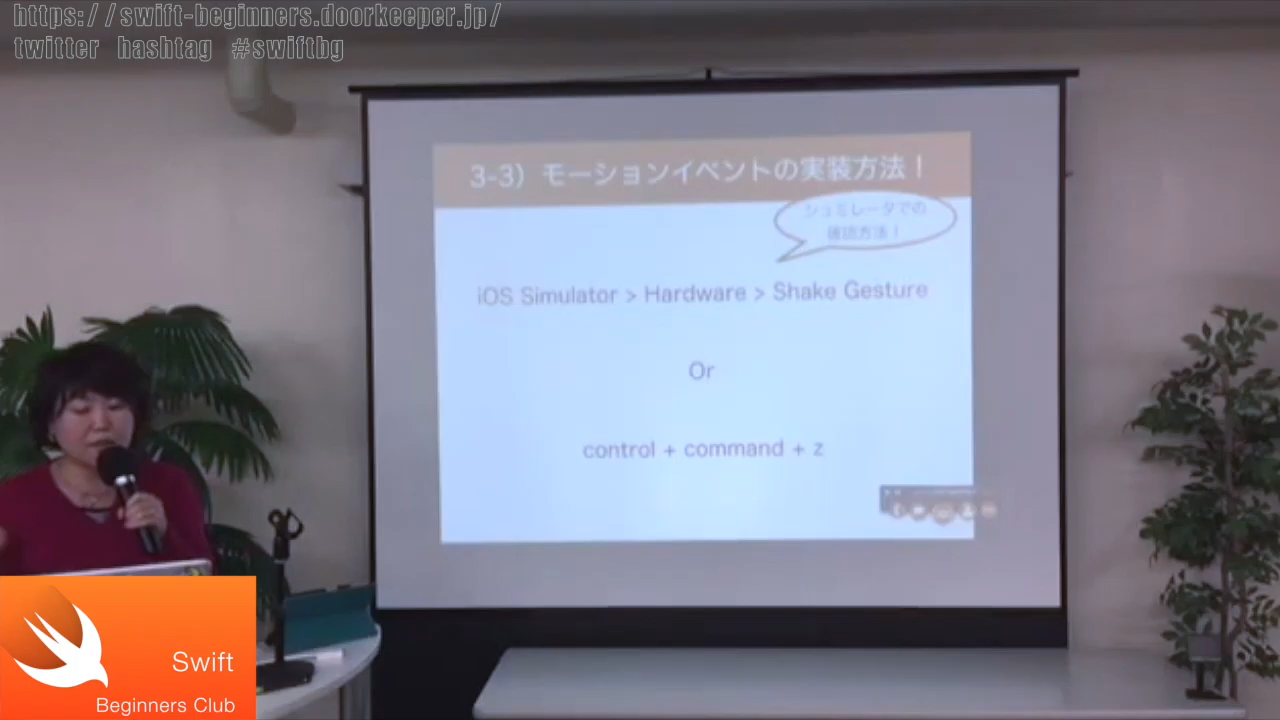 https://swift-beginners.doorkeeper.jp/
twitter hashtag #swiftbg
3-3）モーションイベントの実装方法！
シュミレータでの
確認方法！
iOS Simulator > Hardware > Shake Gesture
Or
control + command + z
Swift
Beginners Club